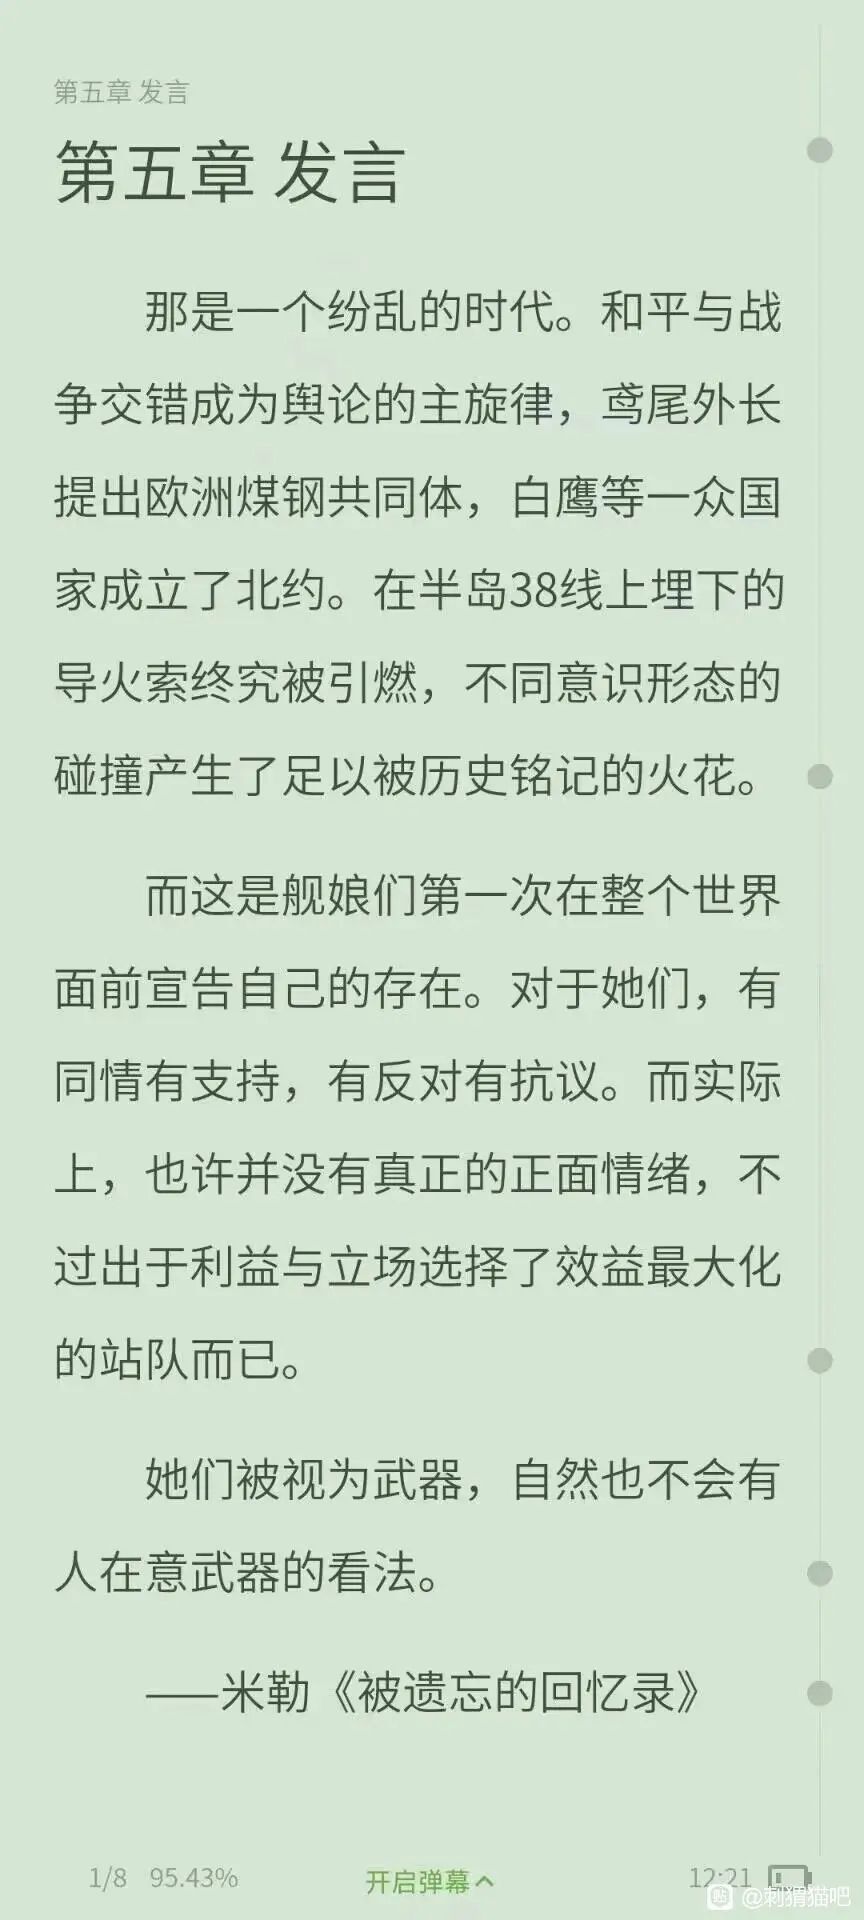 第五章 发言
第五章 发言
那是一个纷乱的时代。和平与战
争交错成为舆论的主旋律，鸢尾外长
提出欧洲煤钢共同体，白鹰等一众国
家成立了北约。在半岛38线上埋下的
导火索终究被引燃，不同意识形态的
碰撞产生了足以被历史铭记的火花。
而这是舰娘们第一次在整个世界
面前宣告自己的存在。对于她们，有
同情有支持，有反对有抗议。而实际
上，也许并没有真正的正面情绪，不
过出于利益与立场选择了效益最大化
的站队而已。
她们被视为武器，自然也不会有
人在意武器的看法。
——米勒《被遗忘的回忆录》
1/8 95.43% 开启弹幕 12:21
贴 @刺猬猫吧